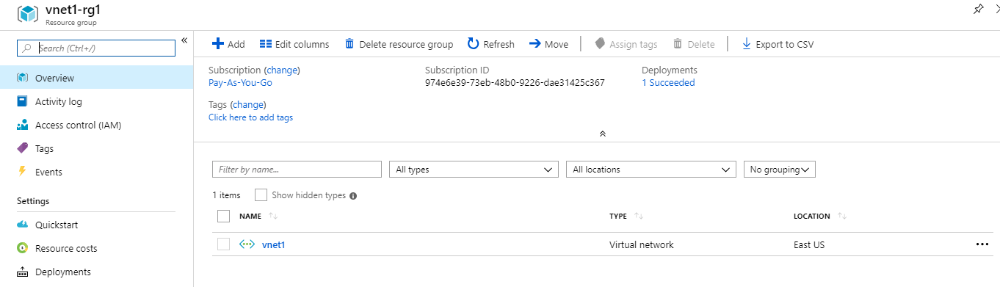 vnet1-rg1
Resource group
Search (Ctrl+/)
«
Add
Edit columns
Delete resource group
Refresh
Move
Assign tags
Delete
Export to CSV
Overview
Activity log
Access control (IAM)
Tags
Events
Settings
Quickstart
Resource costs
Deployments
Subscription (change)
Pay-As-You-Go
Subscription ID
974e6e39-73eb-48b0-9226-dae31425c367
Deployments
1 Succeeded
Tags (change)
Click here to add tags
Filter by name...
All types
All locations
No grouping
1 items
Show hidden types
NAME
TYPE
LOCATION
vnet1
Virtual network
East US